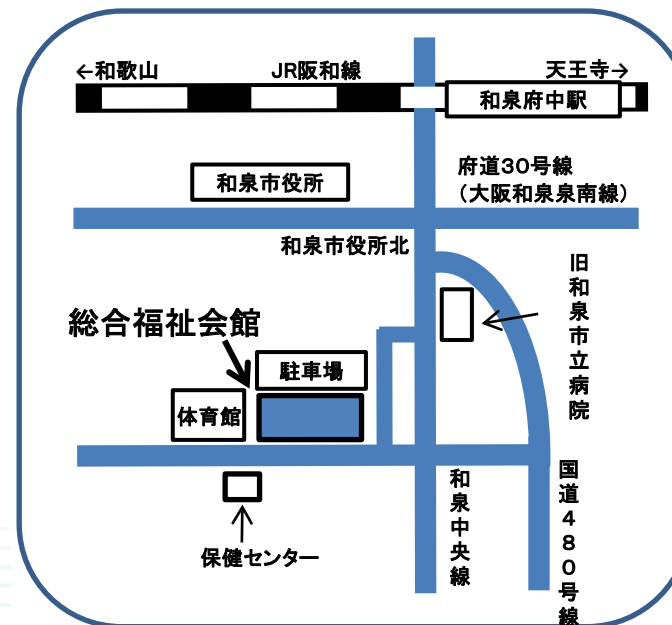 ←和歌山
JR阪和線
天王寺→
和泉府中駅
和泉市役所
府道30号線
(大阪和泉泉南線)
和泉市役所北
旧和泉市立病院
総合福祉会館
駐車場
体育館
国道480号線
和泉中央線
保健センター